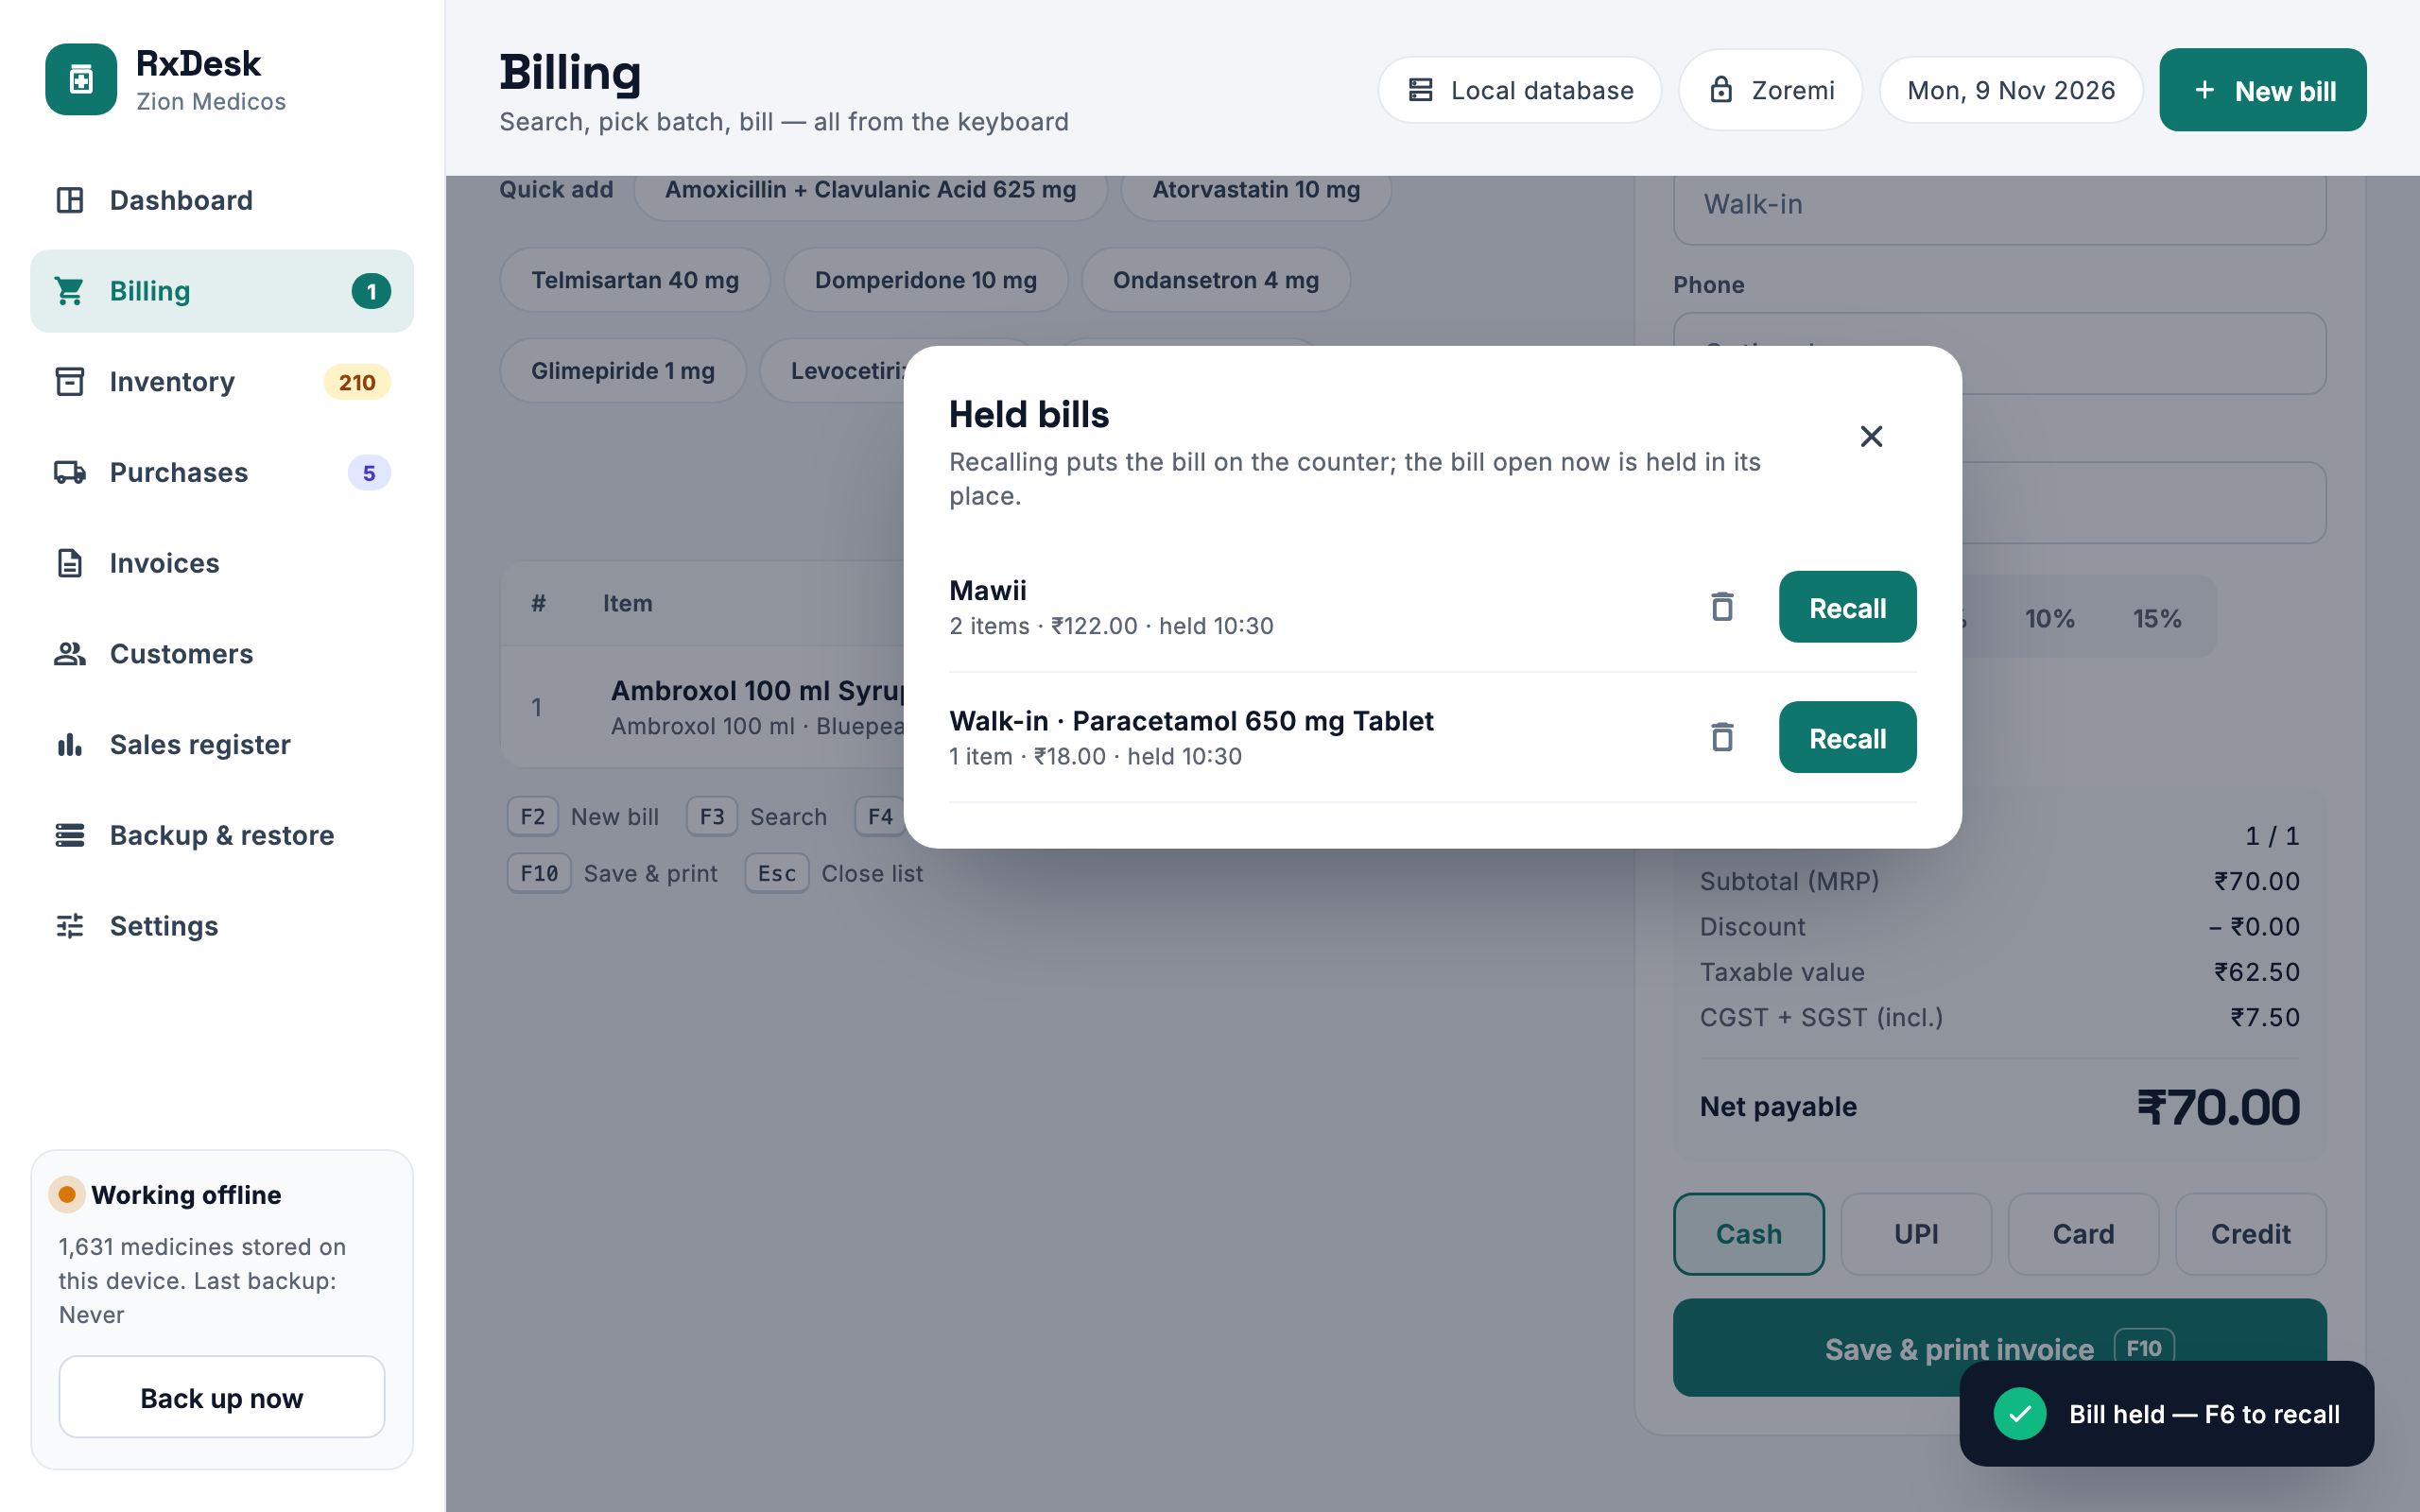 RxDesk
Zion Medicos
Dashboard
Billing 1
Inventory 210
Purchases 5
Invoices
Customers
Sales register
Backup & restore
Settings
Working offline
1,631 medicines stored on
this device. Last backup:
Never
Back up now
Billing
Search, pick batch, bill — all from the keyboard
Local database
Zoremi
Mon, 9 Nov 2026
+ New bill
Quick add Amoxicillin + Clavulanic Acid 625 mg Atorvastatin 10 mg
Telmisartan 40 mg Domperidone 10 mg Ondansetron 4 mg
Glimepiride 1 mg
# Item
1 Ambroxol 100 ml Syrup
Ambroxol 100 ml ·
F2 New bill F3 Search F4
F10 Save & print Esc Close list
Held bills
Recalling puts the bill on the counter; the bill open now is held in its
place.
Mawii
2 items · ₹122.00 · held 10:30
Recall
Walk-in · Paracetamol 650 mg Tablet
1 item · ₹18.00 · held 10:30
Recall
Walk-in
Phone
10% 15%
1 / 1
Subtotal (MRP) ₹70.00
Discount – ₹0.00
Taxable value ₹62.50
CGST + SGST (incl.) ₹7.50
Net payable ₹70.00
Cash UPI Card Credit
Save & print invoice F10
Bill held — F6 to recall